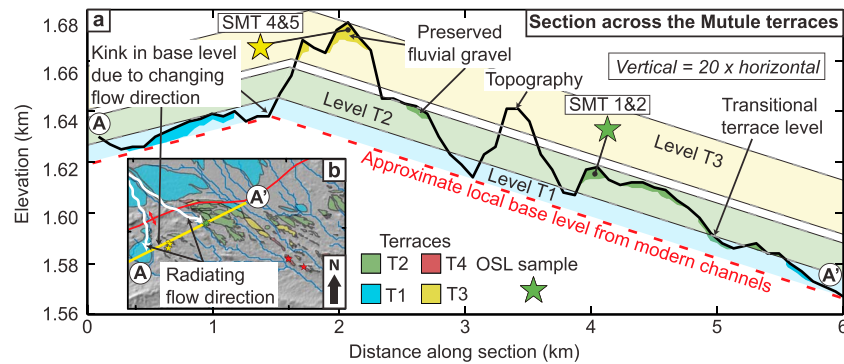 a
SMT 4&5
Section across the Mutule terraces
Kink in base level
due to changing
flow direction
Preserved
fluvial gravel
Topography
Vertical = 20 x horizontal
SMT 1&2
Transitional
terrace level
A
Level T2
Level T3
Level T1
Approximate local base level from modern channels
b
A'
A
Radiating
flow direction
N
Terraces
T2
T4
OSL sample
T1
T3
A'
Elevation (km)
1.68
1.66
1.64
1.62
1.60
1.58
1.56
0
1
2
3
4
5
6
Distance along section (km)